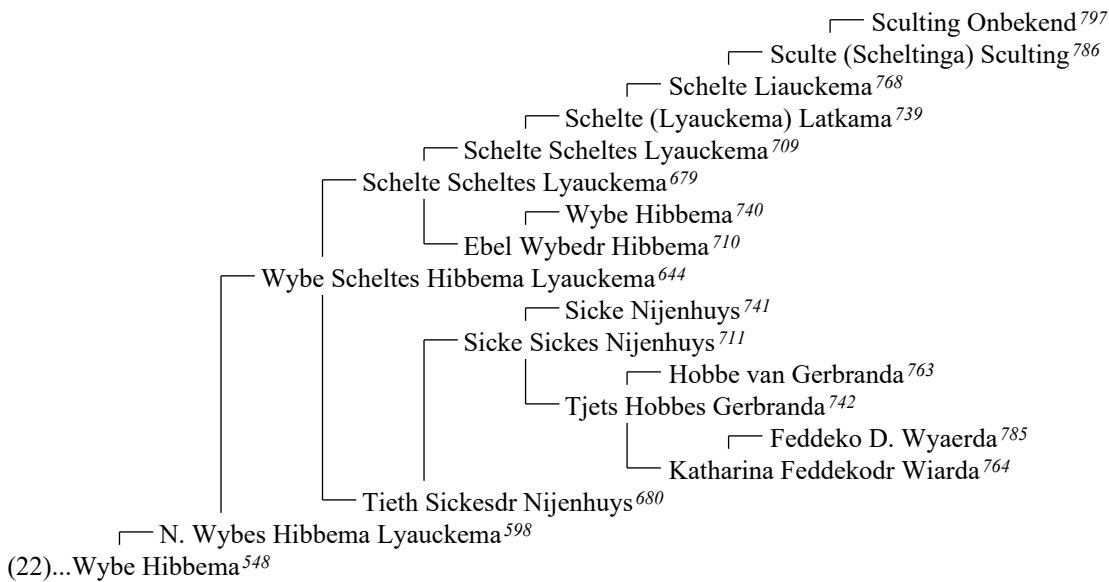 Sculting Onbekend797
Sculte (Scheltinga) Sculting786
Schelte Liauckema768
Schelte (Lyauckema) Latkama739
Schelte Scheltes Lyauckema709
Schelte Scheltes Lyauckema679
Wybe Hibbema740
Ebel Wybedr Hibbema710
Wybe Scheltes Hibbema Lyauckema644
Sicke Nijenhuys741
Sicke Sickes Nijenhuys711
Hobbe van Gerbranda763
Tjets Hobbes Gerbranda742
Feddeko D. Wyaerda785
Katharina Feddekodr Wiarda764
Tieth Sickesdr Nijenhuys680
N. Wybes Hibbema Lyauckema598
(22)...Wybe Hibbema548